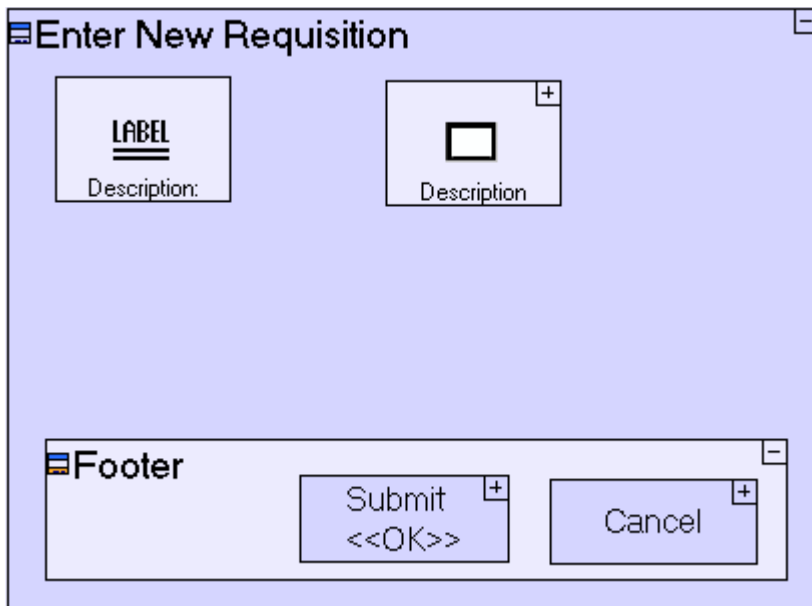 Enter New Requisition
LABEL
Description:
Description
Footer
Submit
<<OK>>
Cancel